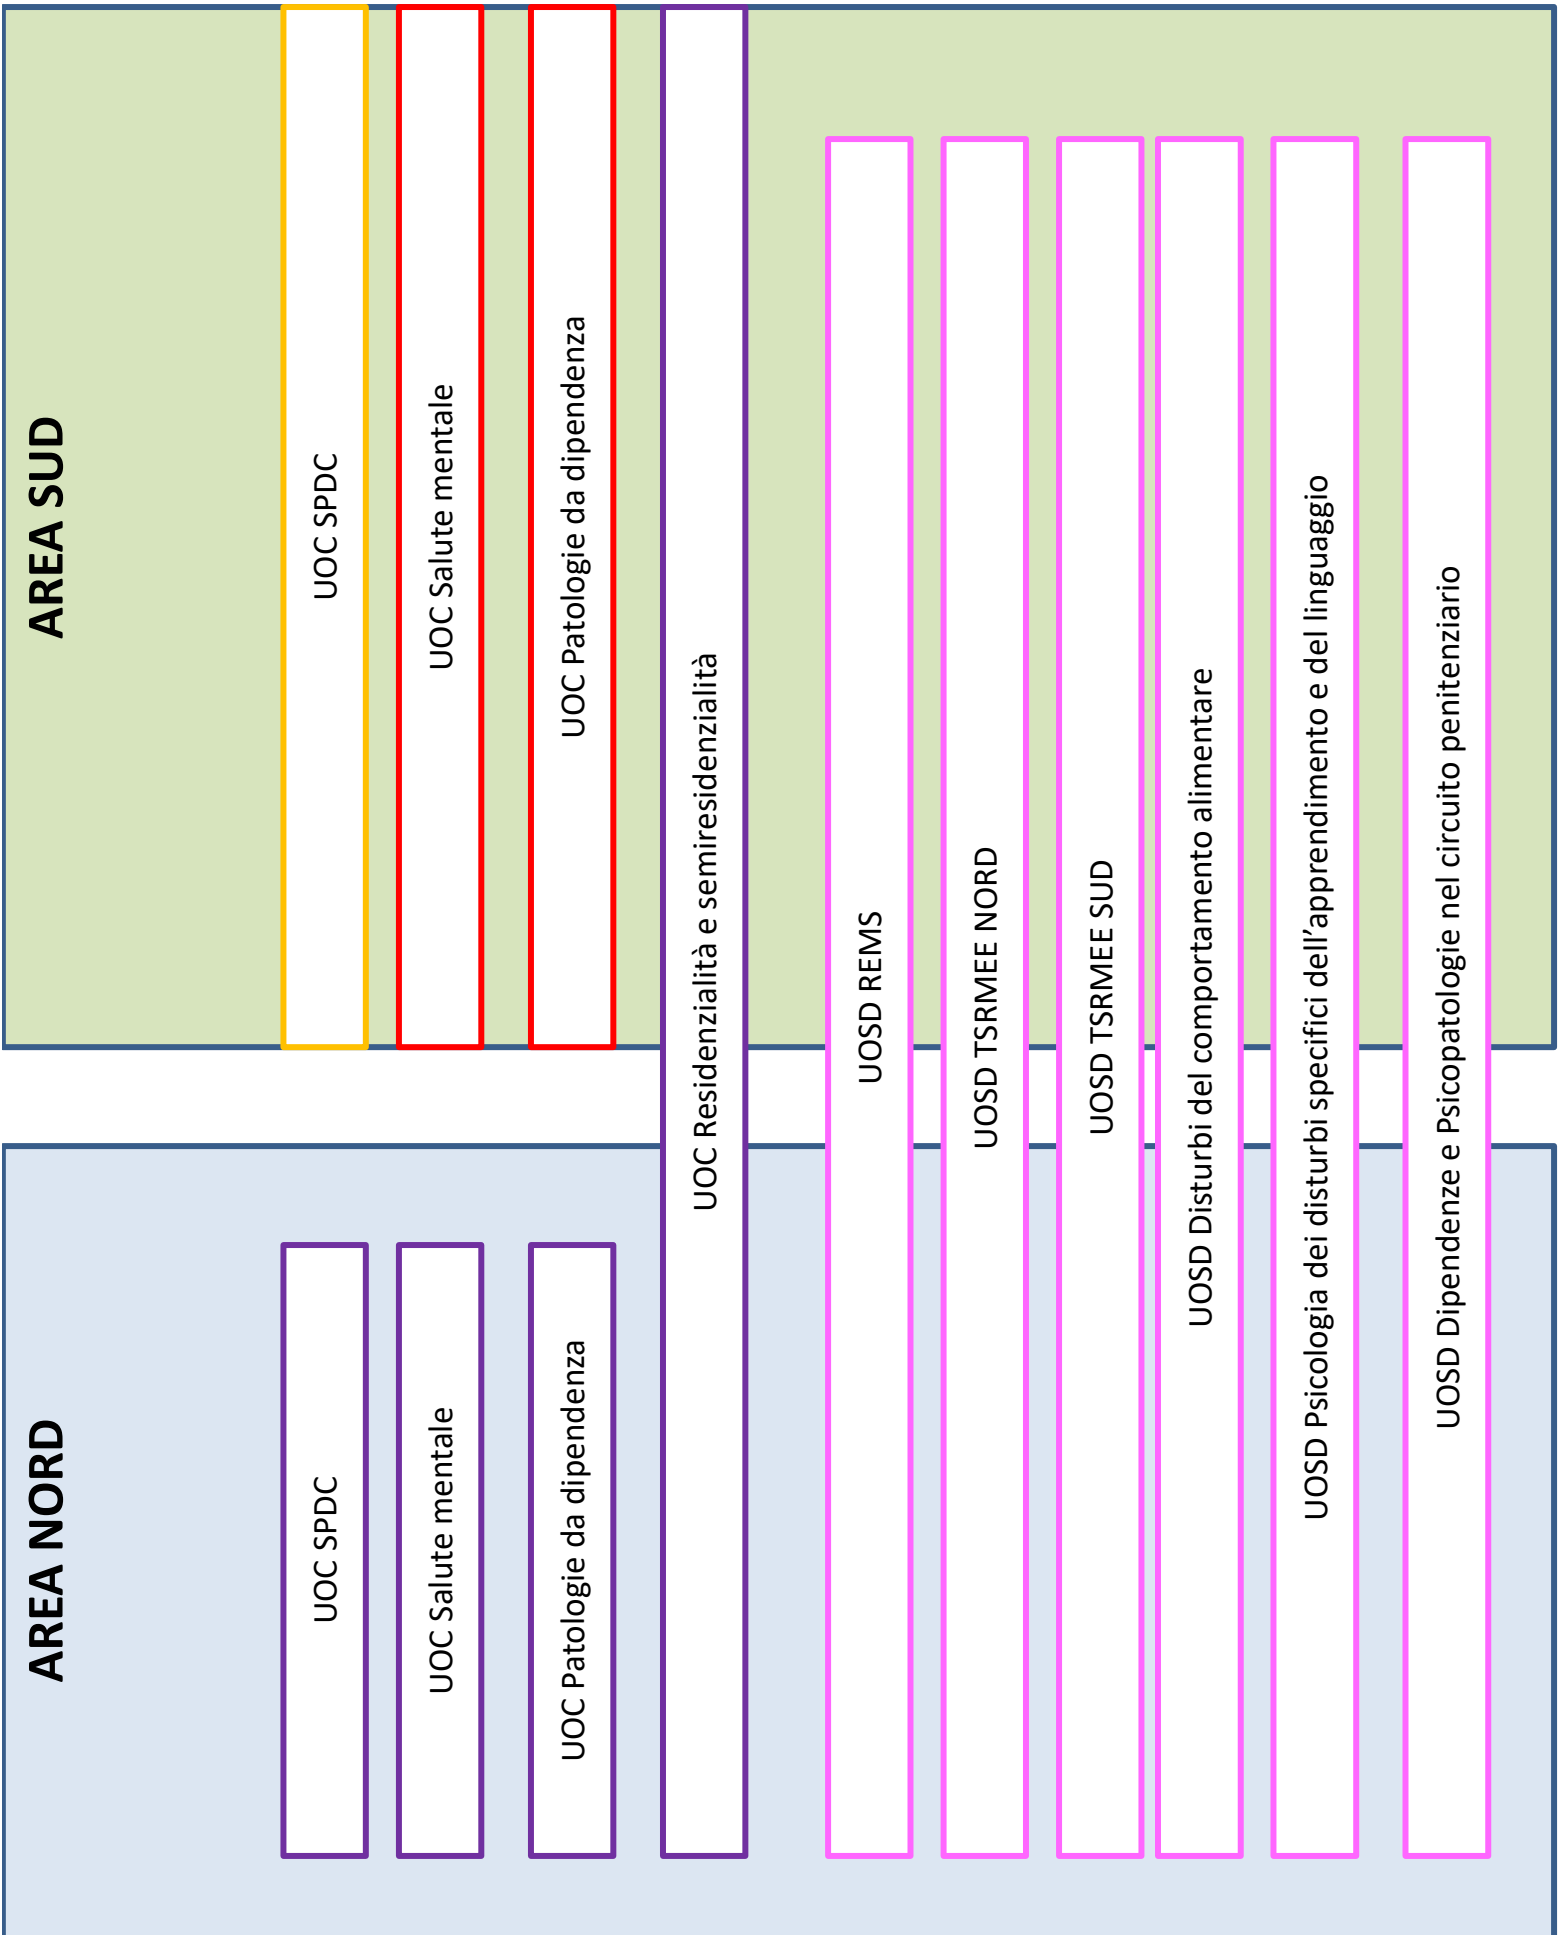 AREA NORD
AREA SUD
UOC SPDC
UOC SPDC
UOC Salute mentale
UOC Salute mentale
UOC Patologie da dipendenza
UOC Patologie da dipendenza
UOC Residenzialità e semiresidenzialità
UOSD REMS
UOSD TSRMEE NORD
UOSD TSRMEE SUD
UOSD Disturbi del comportamento alimentare
UOSD Psicologia dei disturbi specifici dell’apprendimento e del linguaggio
UOSD Dipendenze e Psicopatologie nel circuito penitenziario